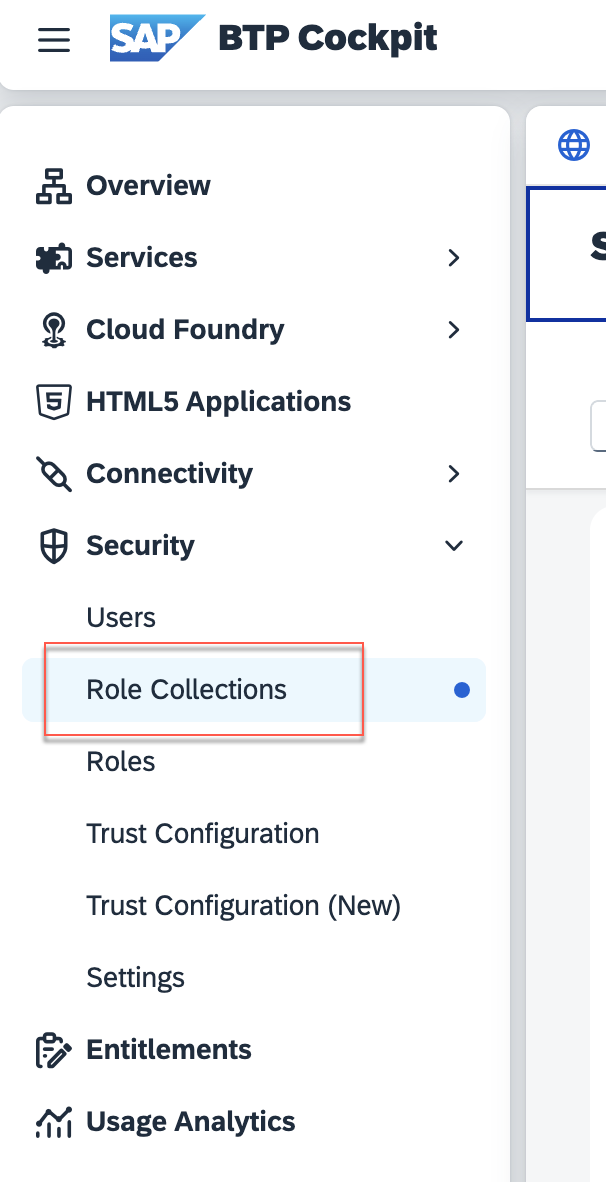 SAP BTP Cockpit
Overview
Services
Cloud Foundry
HTML5 Applications
Connectivity
Security
Users
Role Collections
Roles
Trust Configuration
Trust Configuration (New)
Settings
Entitlements
Usage Analytics